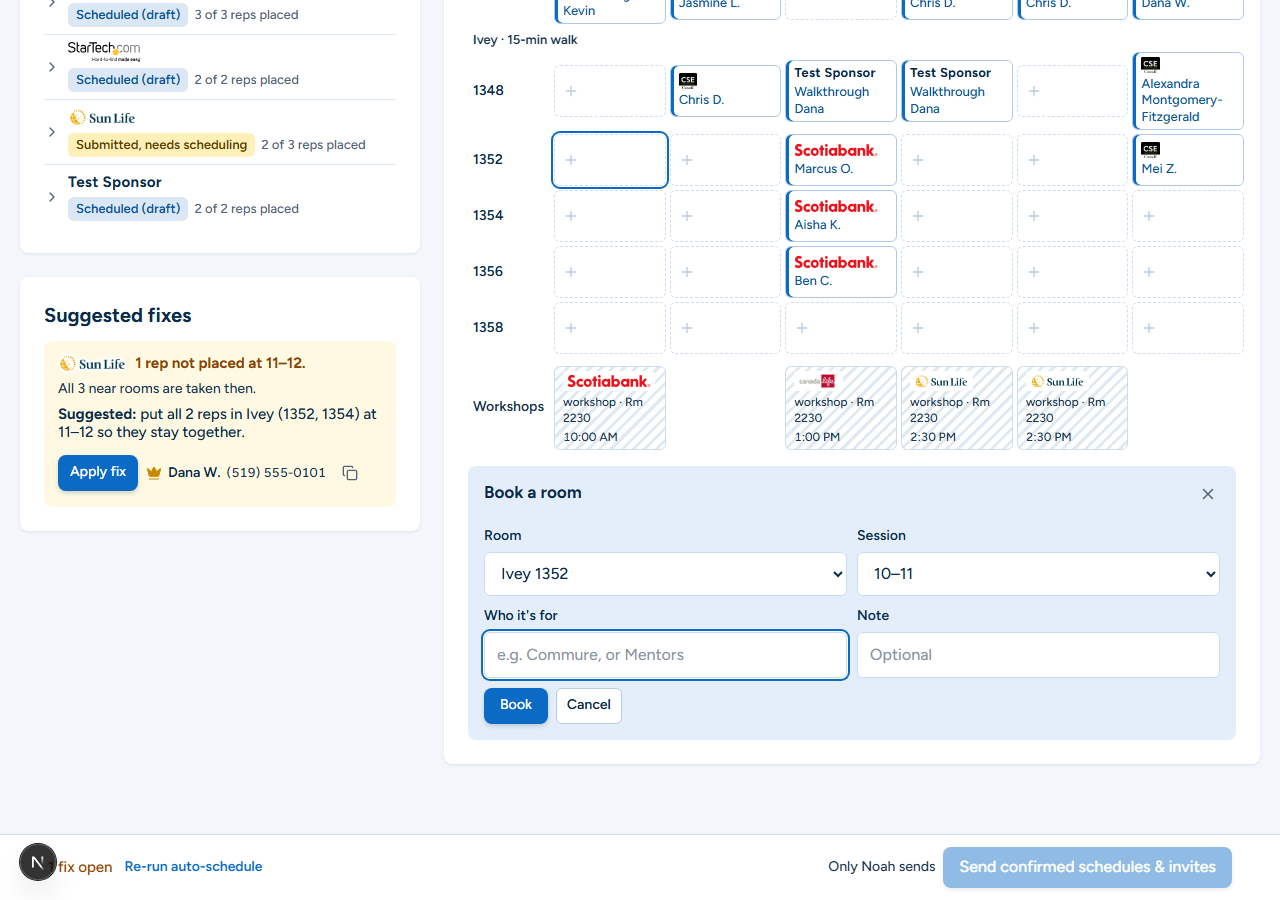 Scheduled (draft) 3 of 3 reps placed
StarTech.com
Hard-to-find made easy
Scheduled (draft) 2 of 2 reps placed
Sun Life
Submitted, needs scheduling 2 of 3 reps placed
Test Sponsor
Scheduled (draft) 2 of 2 reps placed
Suggested fixes
Sun Life 1 rep not placed at 11–12.
All 3 near rooms are taken then.
Suggested: put all 2 reps in Ivey (1352, 1354) at
11–12 so they stay together.
Apply fix Dana W. (519) 555-0101
Kevin Jasmine L. Chris D. Chris D. Dana W.
Ivey · 15-min walk
1348
CSE
Chris D.
Test Sponsor
Walkthrough
Dana
Test Sponsor
Walkthrough
Dana
CSE
Alexandra
Montgomery-
Fitzgerald
1352
Scotiabank
Marcus O.
CSE
Mei Z.
1354
Scotiabank
Aisha K.
1356
Scotiabank
Ben C.
1358
Workshops
Scotiabank
workshop · Rm
2230
10:00 AM
canada life
workshop · Rm
2230
1:00 PM
Sun Life
workshop · Rm
2230
2:30 PM
Sun Life
workshop · Rm
2230
2:30 PM
Book a room
Room Session
Ivey 1352 10–11
Who it's for Note
e.g. Commure, or Mentors Optional
Book Cancel
N fix open Re-run auto-schedule Only Noah sends Send confirmed schedules & invites